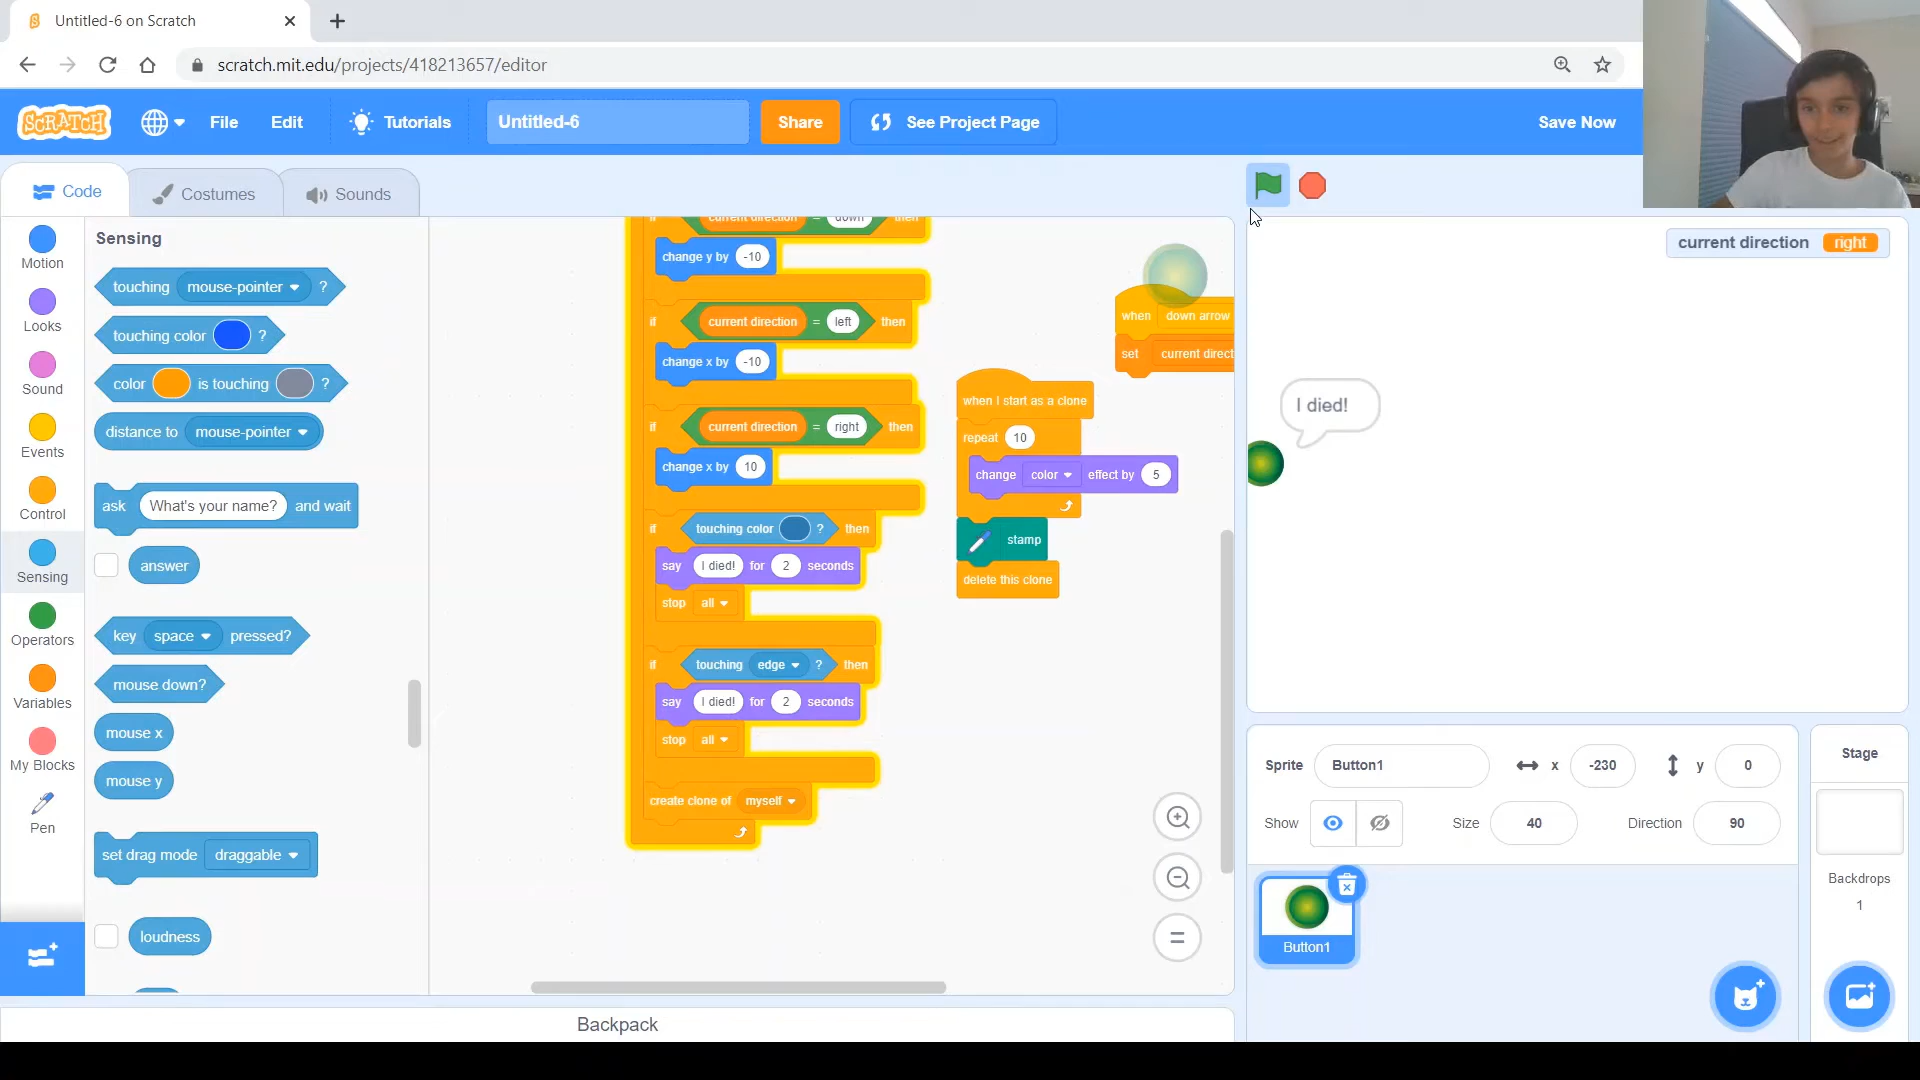 Untitled-6 on Scratch
scratch.mit.edu/projects/418213657/editor
SCRATCH
File
Edit
Tutorials
Untitled-6
Share
See Project Page
Save Now
Code
Costumes
Sounds
Motion
Looks
Sound
Events
Control
Sensing
Operators
Variables
My Blocks
Pen
Sensing
touching mouse-pointer ?
touching color ?
color is touching ?
distance to mouse-pointer
ask What's your name? and wait
answer
key space pressed?
mouse down?
mouse x
mouse y
set drag mode draggable
loudness
if current direction = down then
change y by -10
if current direction = left then
change x by -10
if current direction = right then
change x by 10
if touching color ? then
say I died! for 2 seconds
stop all
if touching edge ? then
say I died! for 2 seconds
stop all
create clone of myself
when I start as a clone
repeat 10
change color effect by 5
stamp
delete this clone
when down arrow
set current direct
Backpack
current direction right
I died!
Sprite Button1
x -230
y 0
Show
Size 40
Direction 90
Button1
Stage
Backdrops
1